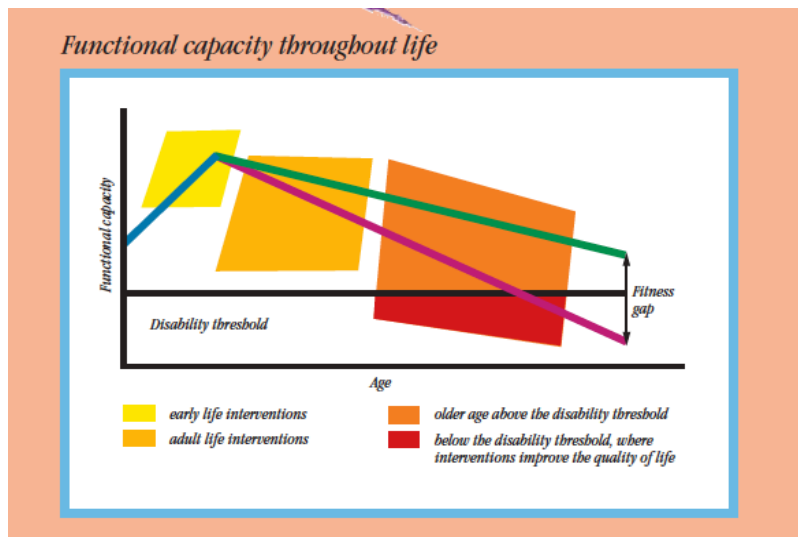 Functional capacity throughout life
Functional capacity
Disability threshold
Fitness
gap
Age
early life interventions
adult life interventions
older age above the disability threshold
below the disability threshold, where
interventions improve the quality of life